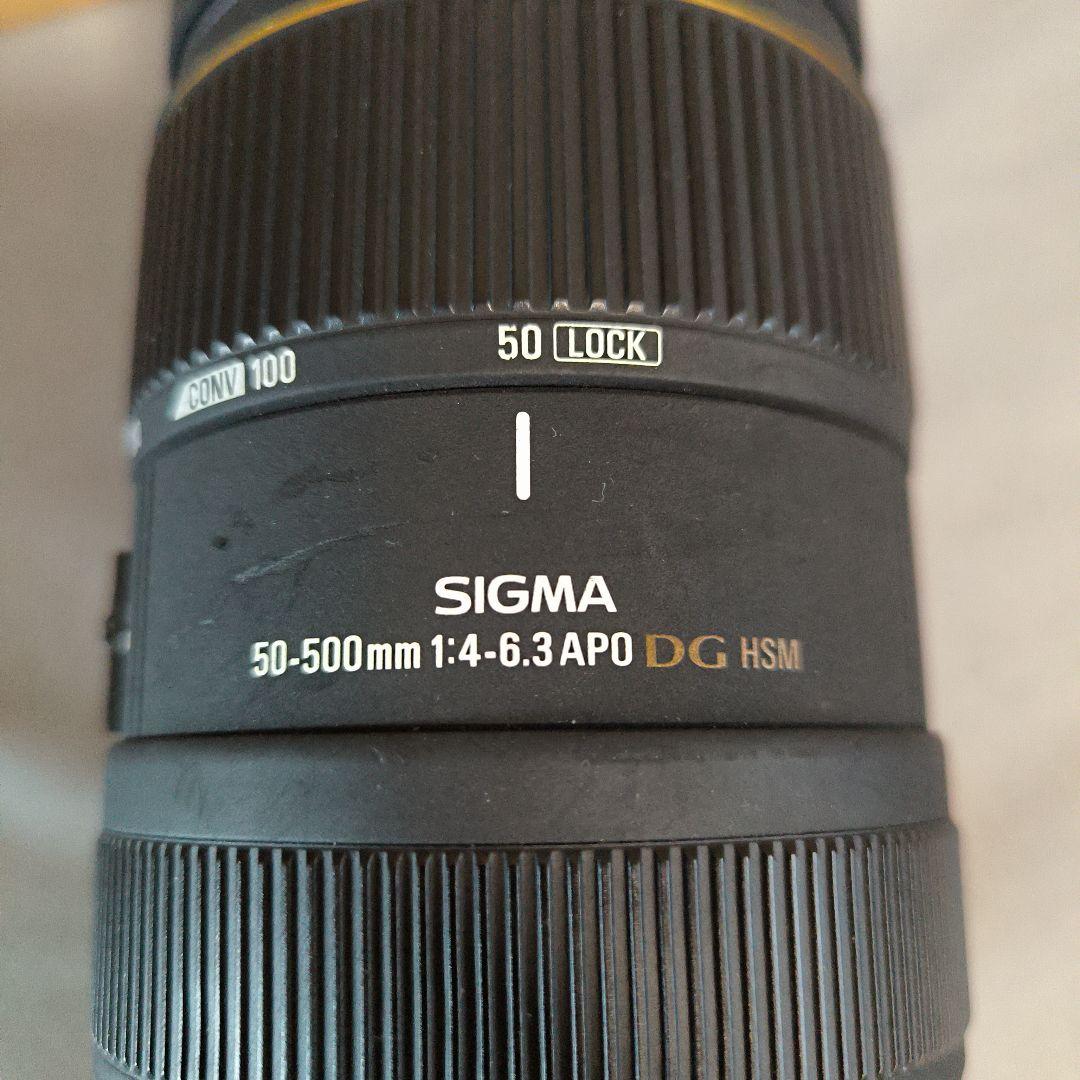 CONV 100 50 LOCK
SIGMA
50-500mm 1:4-6.3 APO DG HSM